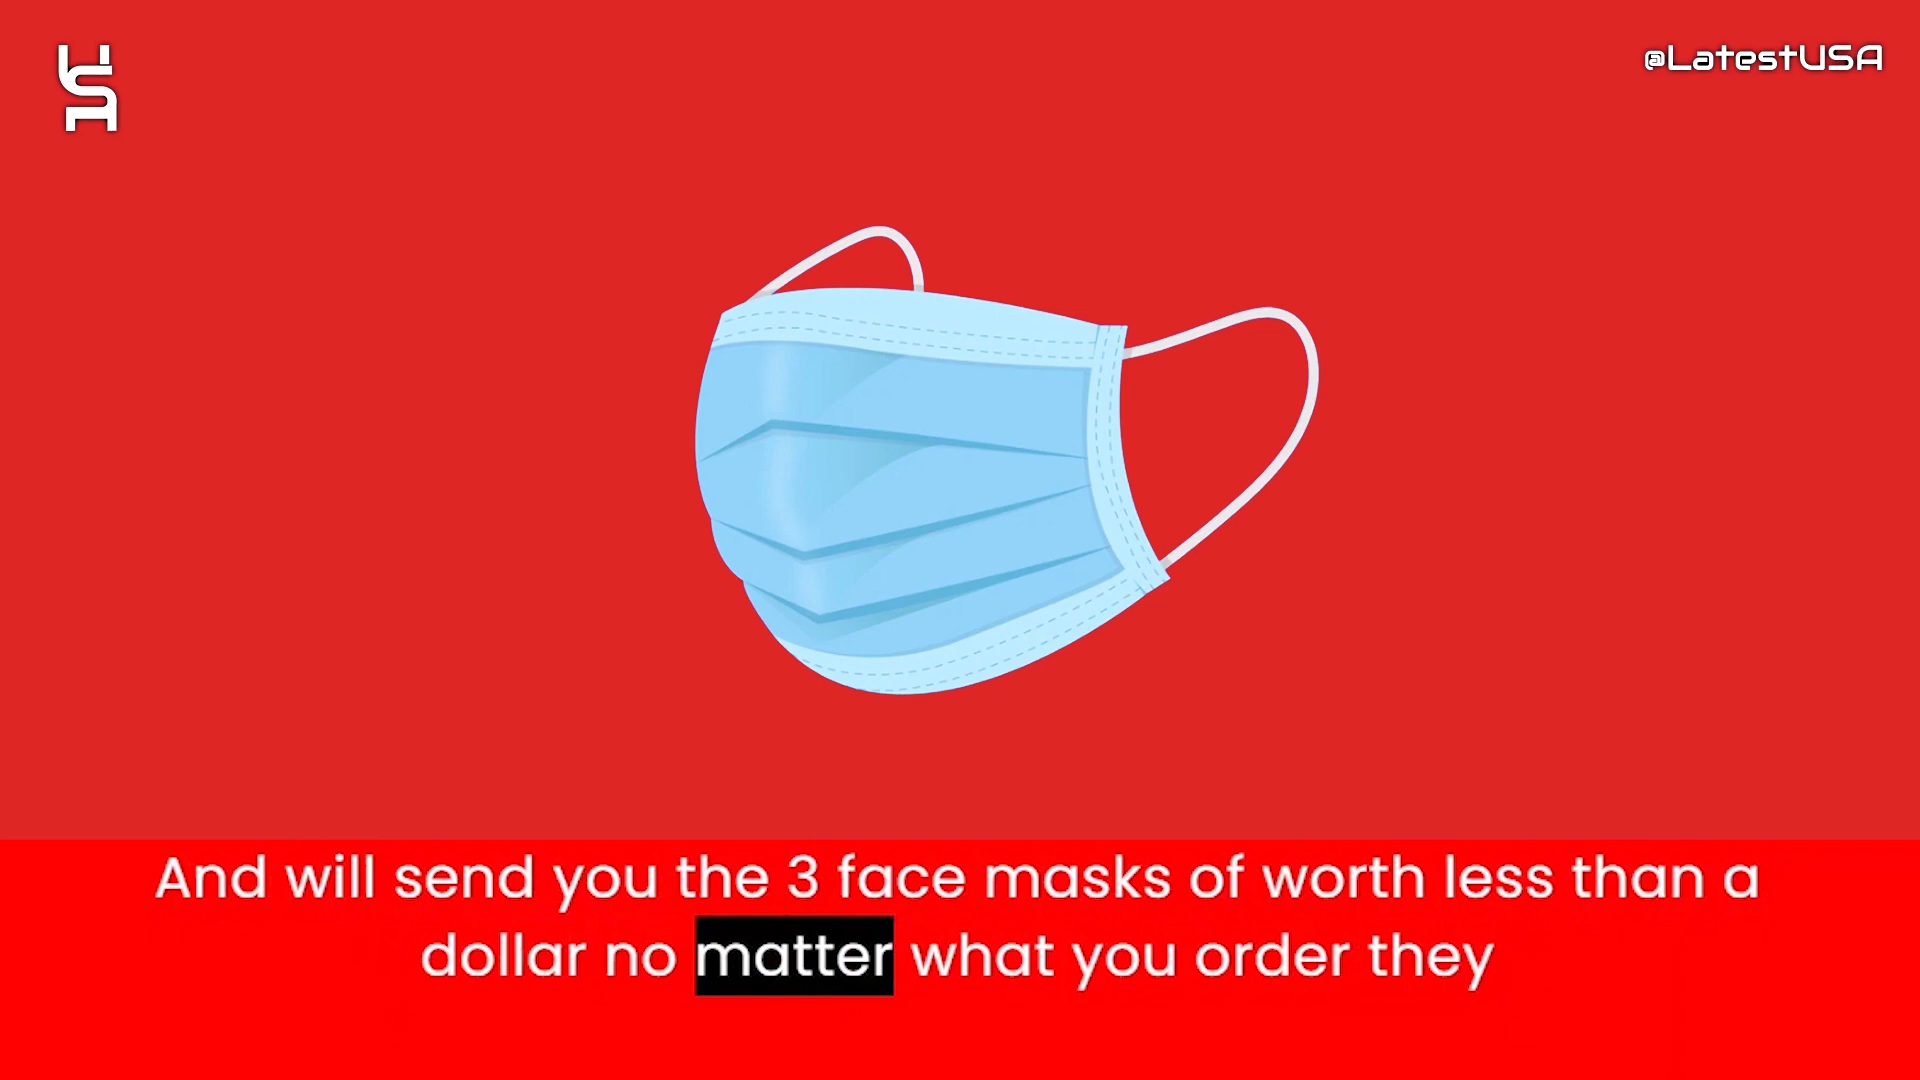 USA
@LatestUSA
And will send you the 3 face masks of worth less than a
dollar no matter what you order they